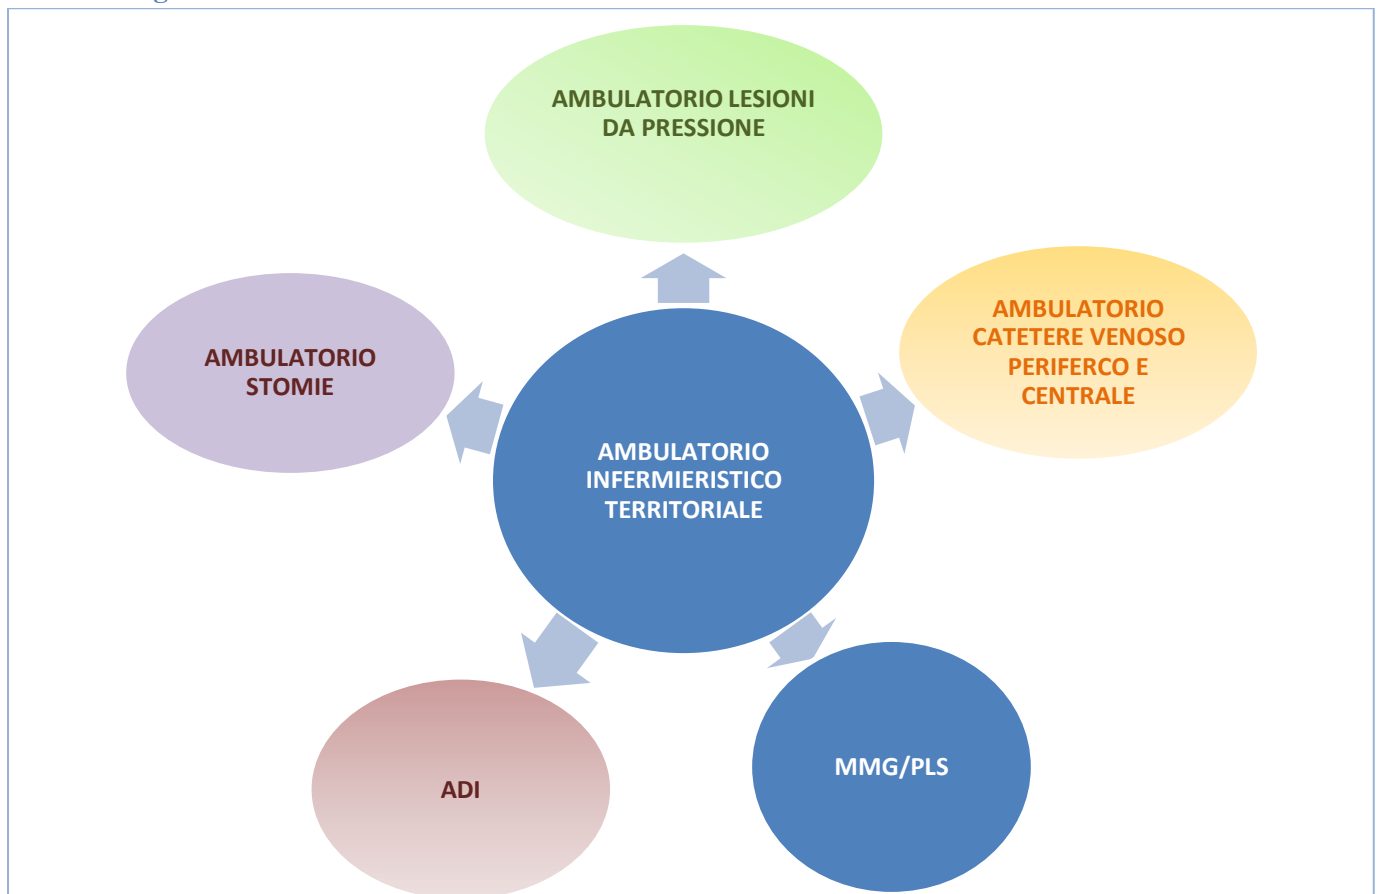 AMBULATORIO LESIONI
DA PRESSIONE
AMBULATORIO
STOMIE
AMBULATORIO
CATETERE VENOSO
PERIFERCO E
CENTRALE
AMBULATORIO
INFERMIERISTICO
TERRITORIALE
ADI
MMG/PLS